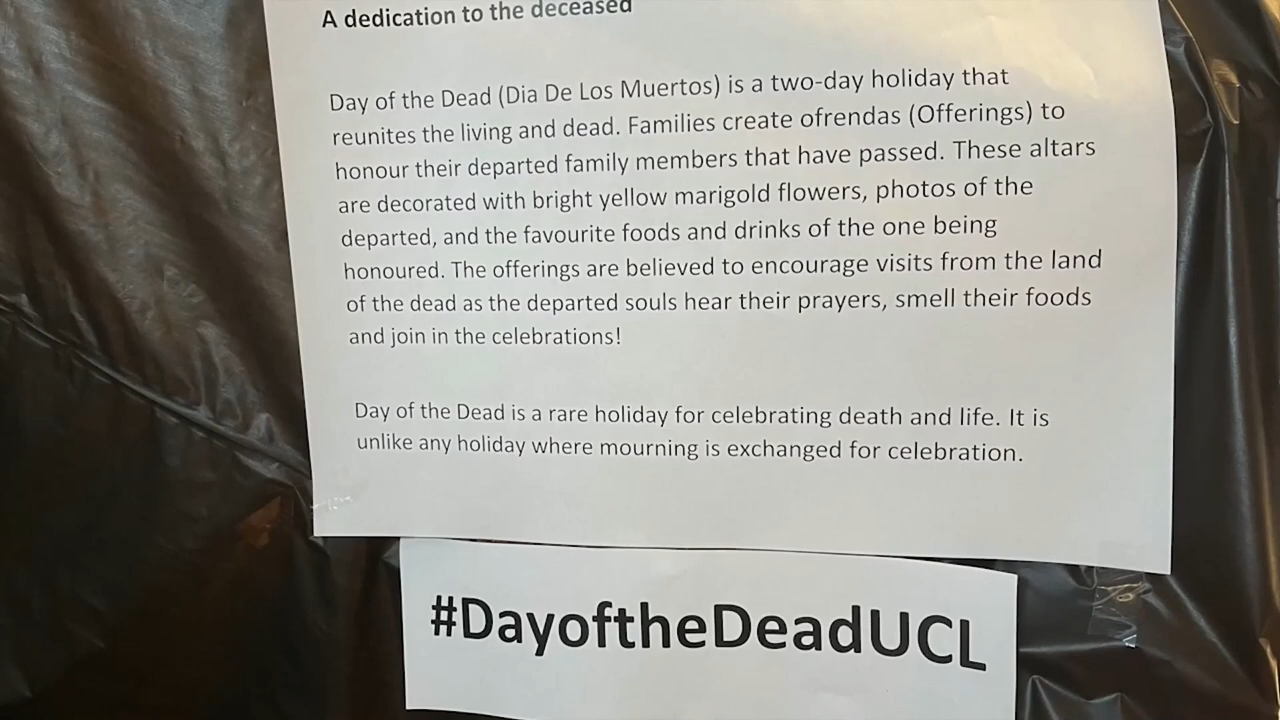 A dedication to the deceased
Day of the Dead (Dia De Los Muertos) is a two-day holiday that
reunites the living and dead. Families create ofrendas (Offerings) to
honour their departed family members that have passed. These altars
are decorated with bright yellow marigold flowers, photos of the
departed, and the favourite foods and drinks of the one being
honoured. The offerings are believed to encourage visits from the land
of the dead as the departed souls hear their prayers, smell their foods
and join in the celebrations!
Day of the Dead is a rare holiday for celebrating death and life. It is
unlike any holiday where mourning is exchanged for celebration.
#DayoftheDeadUCL